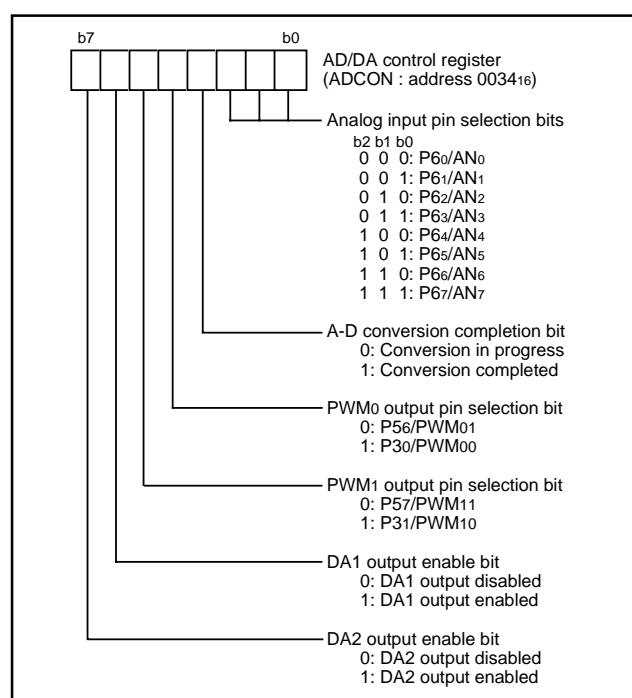 b7 b0
AD/DA control register
(ADCON : address 003416)
Analog input pin selection bits
b2 b1 b0
0 0 0: P60/AN0
0 0 1: P61/AN1
0 1 0: P62/AN2
0 1 1: P63/AN3
1 0 0: P64/AN4
1 0 1: P65/AN5
1 1 0: P66/AN6
1 1 1: P67/AN7
A-D conversion completion bit
0: Conversion in progress
1: Conversion completed
PWM0 output pin selection bit
0: P56/PWM01
1: P30/PWM00
PWM1 output pin selection bit
0: P57/PWM11
1: P31/PWM10
DA1 output enable bit
0: DA1 output disabled
1: DA1 output enabled
DA2 output enable bit
0: DA2 output disabled
1: DA2 output enabled